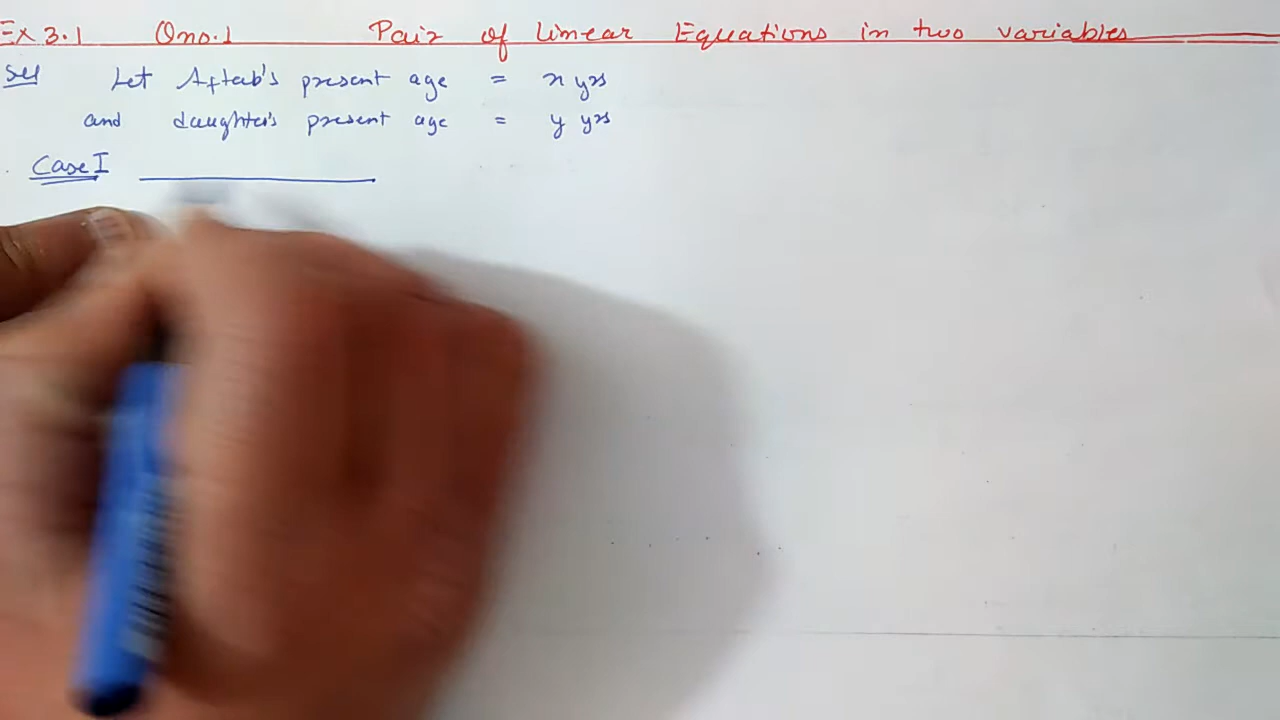 Ex 3.1 Qno.1 Pair of linear Equations in two variables
Sol Let Aftab's present age = x yrs
and daughter's present age = y yrs
Case I